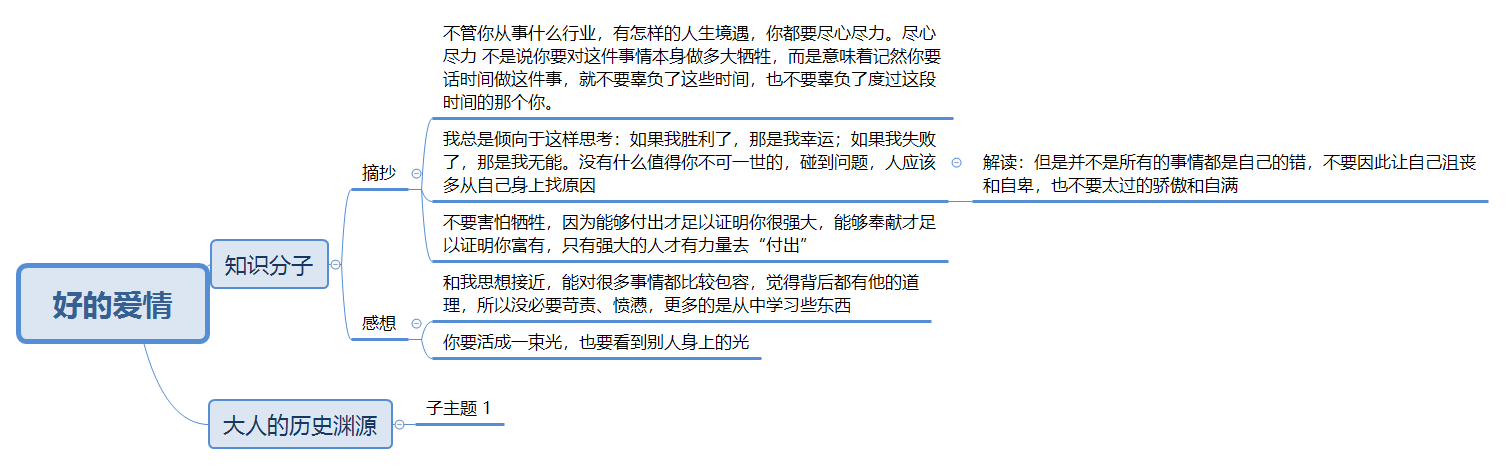 好的爱情
知识分子
摘抄
不管你从事什么行业，有怎样的人生境遇，你都要尽心尽力。尽心
尽力 不是说你要对这件事情本身做多大牺牲，而是意味着记然你要
话时间做这件事，就不要辜负了这些时间，也不要辜负了度过这段
时间的那个你。
我总是倾向于这样思考：如果我胜利了，那是我幸运；如果我失败
了，那是我无能。没有什么值得你不可一世的，碰到问题，人应该
多从自己身上找原因
解读：但是并不是所有的事情都是自己的错，不要因此让自己沮丧
和自卑，也不要太过的骄傲和自满
不要害怕牺牲，因为能够付出才足以证明你很强大，能够奉献才足
以证明你富有，只有强大的人才有力量去“付出”
感想
和我思想接近，能对很多事情都比较包容，觉得背后都有他的道
理，所以没必要苛责、愤懑，更多的是从中学习些东西
你要活成一束光，也要看到别人身上的光
大人的历史渊源
子主题 1